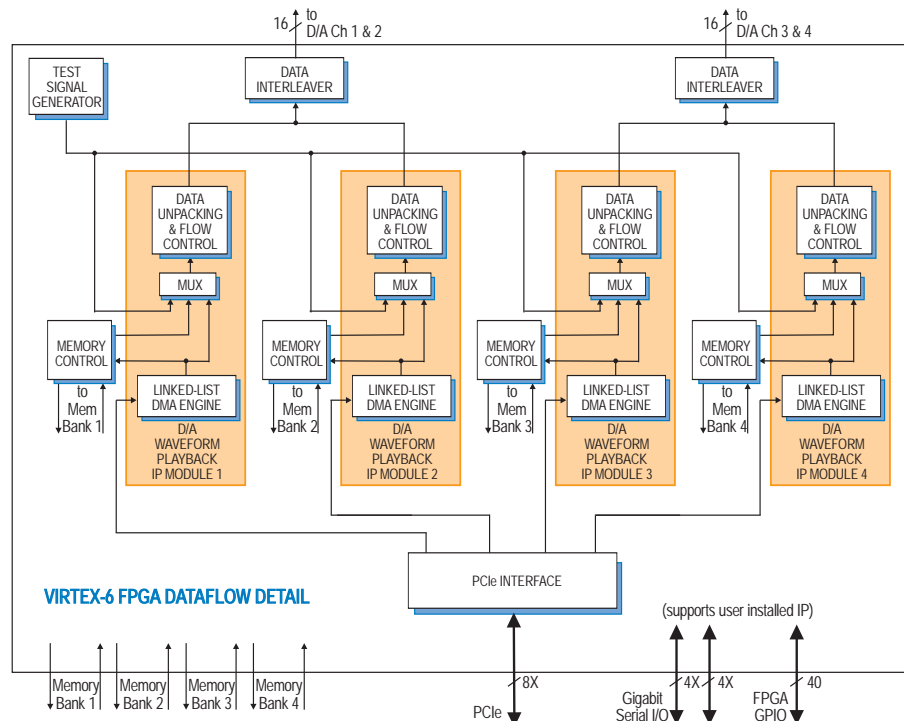 16
to
D/A Ch 1 & 2
16
to
D/A Ch 3 & 4
TEST
SIGNAL
GENERATOR
DATA
INTERLEAVER
DATA
INTERLEAVER
DATA
UNPACKING
& FLOW
CONTROL
DATA
UNPACKING
& FLOW
CONTROL
DATA
UNPACKING
& FLOW
CONTROL
DATA
UNPACKING
& FLOW
CONTROL
MUX
MUX
MUX
MUX
MEMORY
CONTROL
MEMORY
CONTROL
MEMORY
CONTROL
MEMORY
CONTROL
to
Mem
Bank 1
LINKED-LIST
DMA ENGINE
D/A
WAVEFORM
PLAYBACK
IP MODULE 1
to
Mem
Bank 2
LINKED-LIST
DMA ENGINE
D/A
WAVEFORM
PLAYBACK
IP MODULE 2
to
Mem
Bank 3
LINKED-LIST
DMA ENGINE
D/A
WAVEFORM
PLAYBACK
IP MODULE 3
to
Mem
Bank 4
LINKED-LIST
DMA ENGINE
D/A
WAVEFORM
PLAYBACK
IP MODULE 4
PCIe INTERFACE
VIRTEX-6 FPGA DATAFLOW DETAIL
(supports user installed IP)
Memory
Bank 1
Memory
Bank 2
Memory
Bank 3
Memory
Bank 4
8X
PCIe
4X
4X
Gigabit
Serial I/O
40
FPGA
GPIO